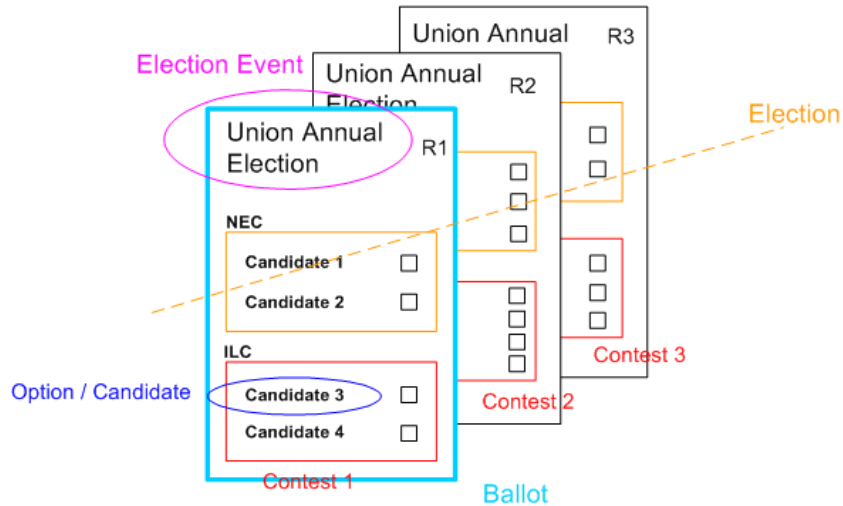 Union Annual
R3
Election Event
Union Annual
Election
R2
Election
Union Annual
Election
R1
NEC
Candidate 1
Candidate 2
ILC
Contest 3
Option / Candidate
Candidate 3
Contest 2
Candidate 4
Contest 1
Ballot